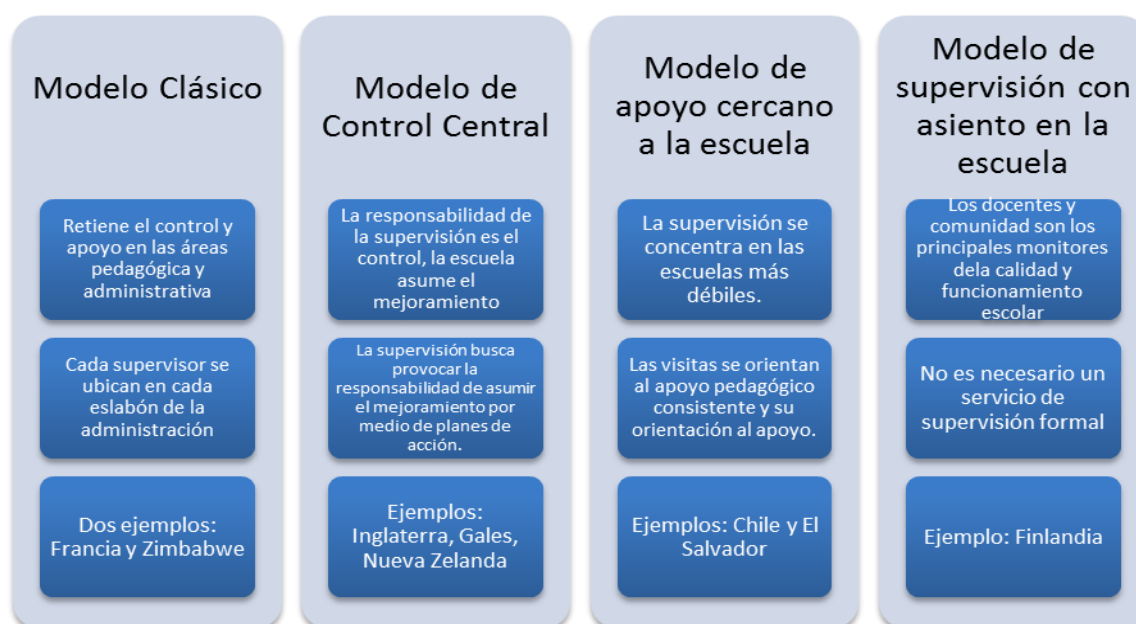 Modelo Clásico
Retiene el control y
apoyo en las áreas
pedagógica y
administrativa
Cada supervisor se
ubican en cada
eslabón de la
administración
Dos ejemplos:
Francia y Zimbabwe
Modelo de
Control Central
La responsabilidad de
la supervisión es el
control, la escuela
asume el
mejoramiento
La supervisión busca
provocar la
responsabilidad de asumir
el mejoramiento por
medio de planes de
acción.
Ejemplos:
Inglaterra, Gales,
Nueva Zelanda
Modelo de
apoyo cercano
a la escuela
La supervisión se
concentra en las
escuelas más
débiles.
Las visitas se orientan
al apoyo pedagógico
consistente y su
orientación al apoyo.
Ejemplos: Chile y El
Salvador
Modelo de
supervisión con
asiento en la
escuela
Los docentes y
comunidad son los
principales monitores
dela calidad y
funcionamiento
escolar
No es necesario un
servicio de
supervisión formal
Ejemplo: Finlandia